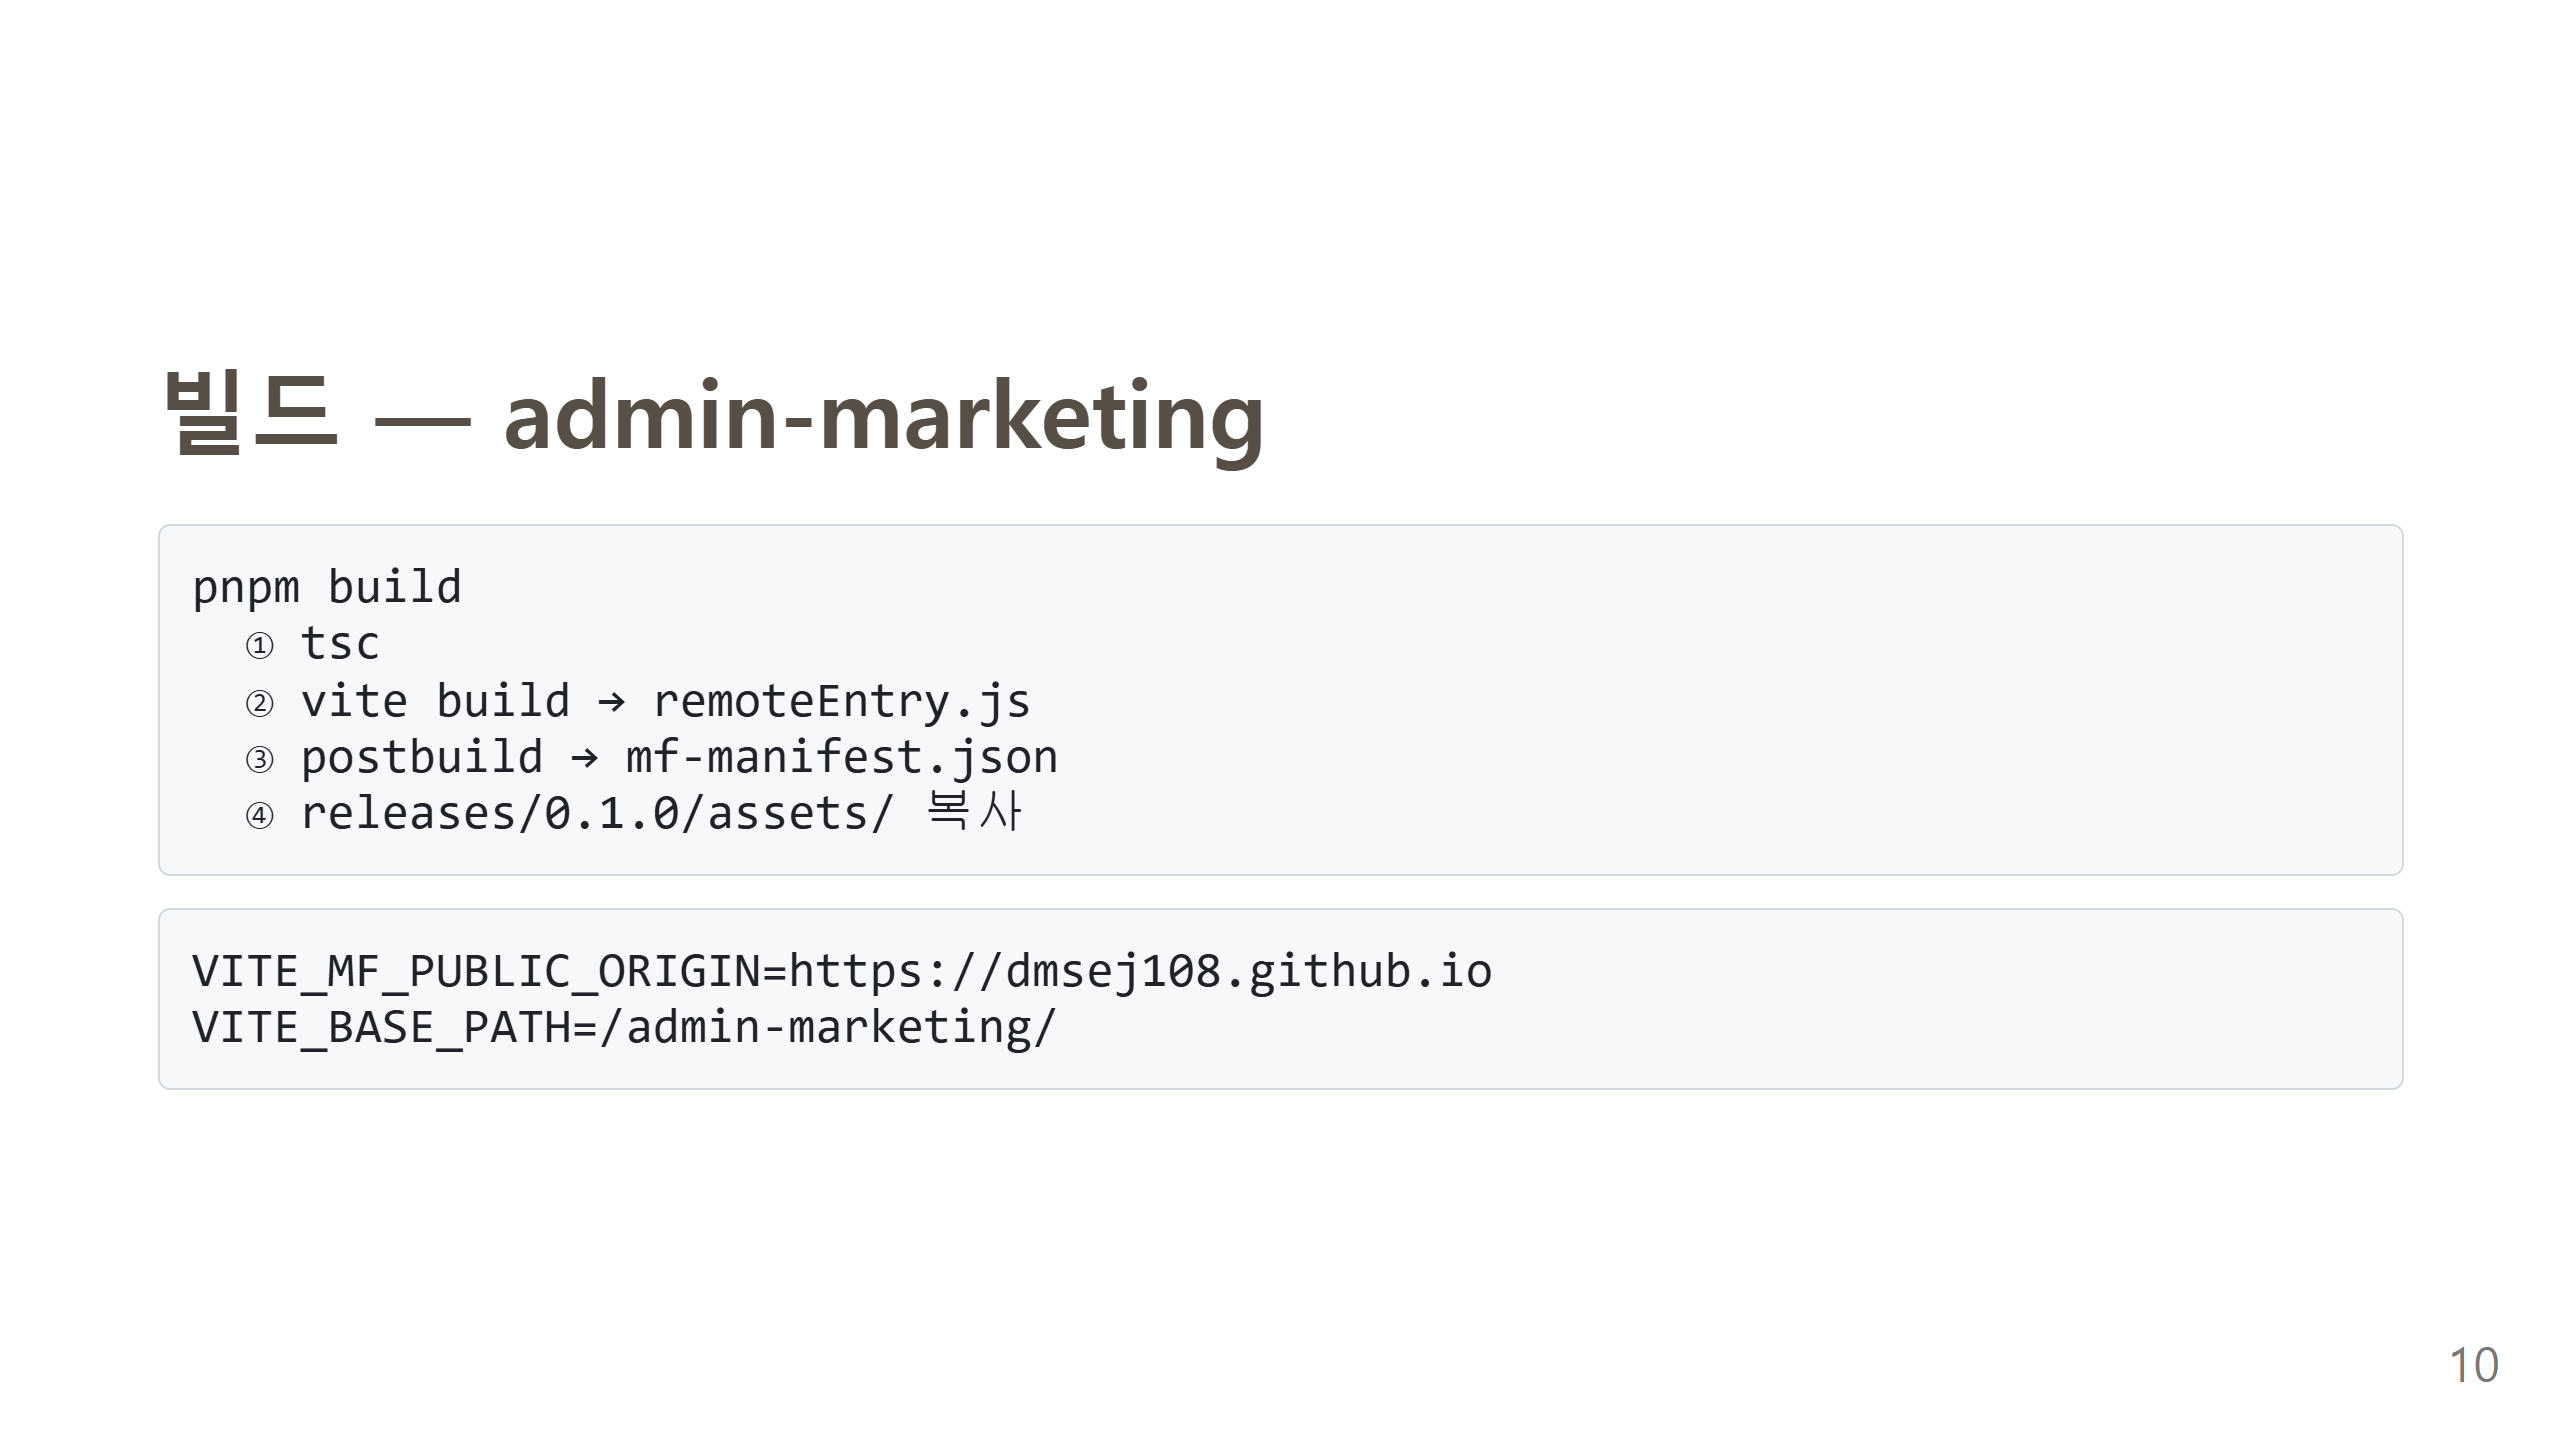 빌드 — admin-marketing
pnpm build
① tsc
② vite build → remoteEntry.js
③ postbuild → mf-manifest.json
④ releases/0.1.0/assets/ 복사
VITE_MF_PUBLIC_ORIGIN=https://dmsej108.github.io
VITE_BASE_PATH=/admin-marketing/
10